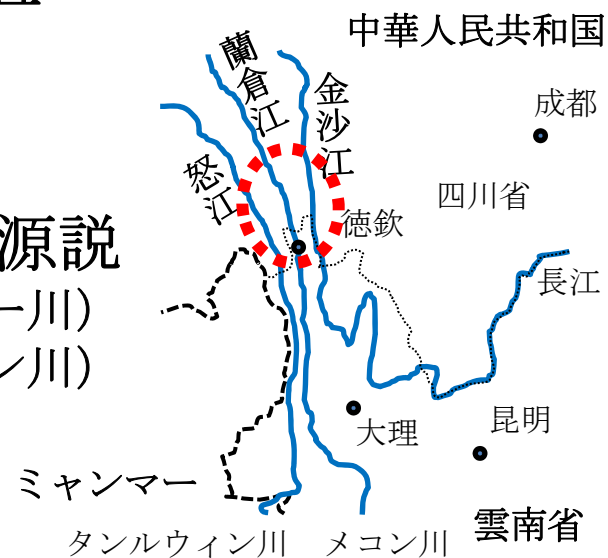 中華人民共和国
蘭倉江
金沙江
成都
怒江
四川省
徳欽
源説
長江
ー川)
ン川)
大理
昆明
ミャンマー
雲南省
タンルウィン川
メコン川